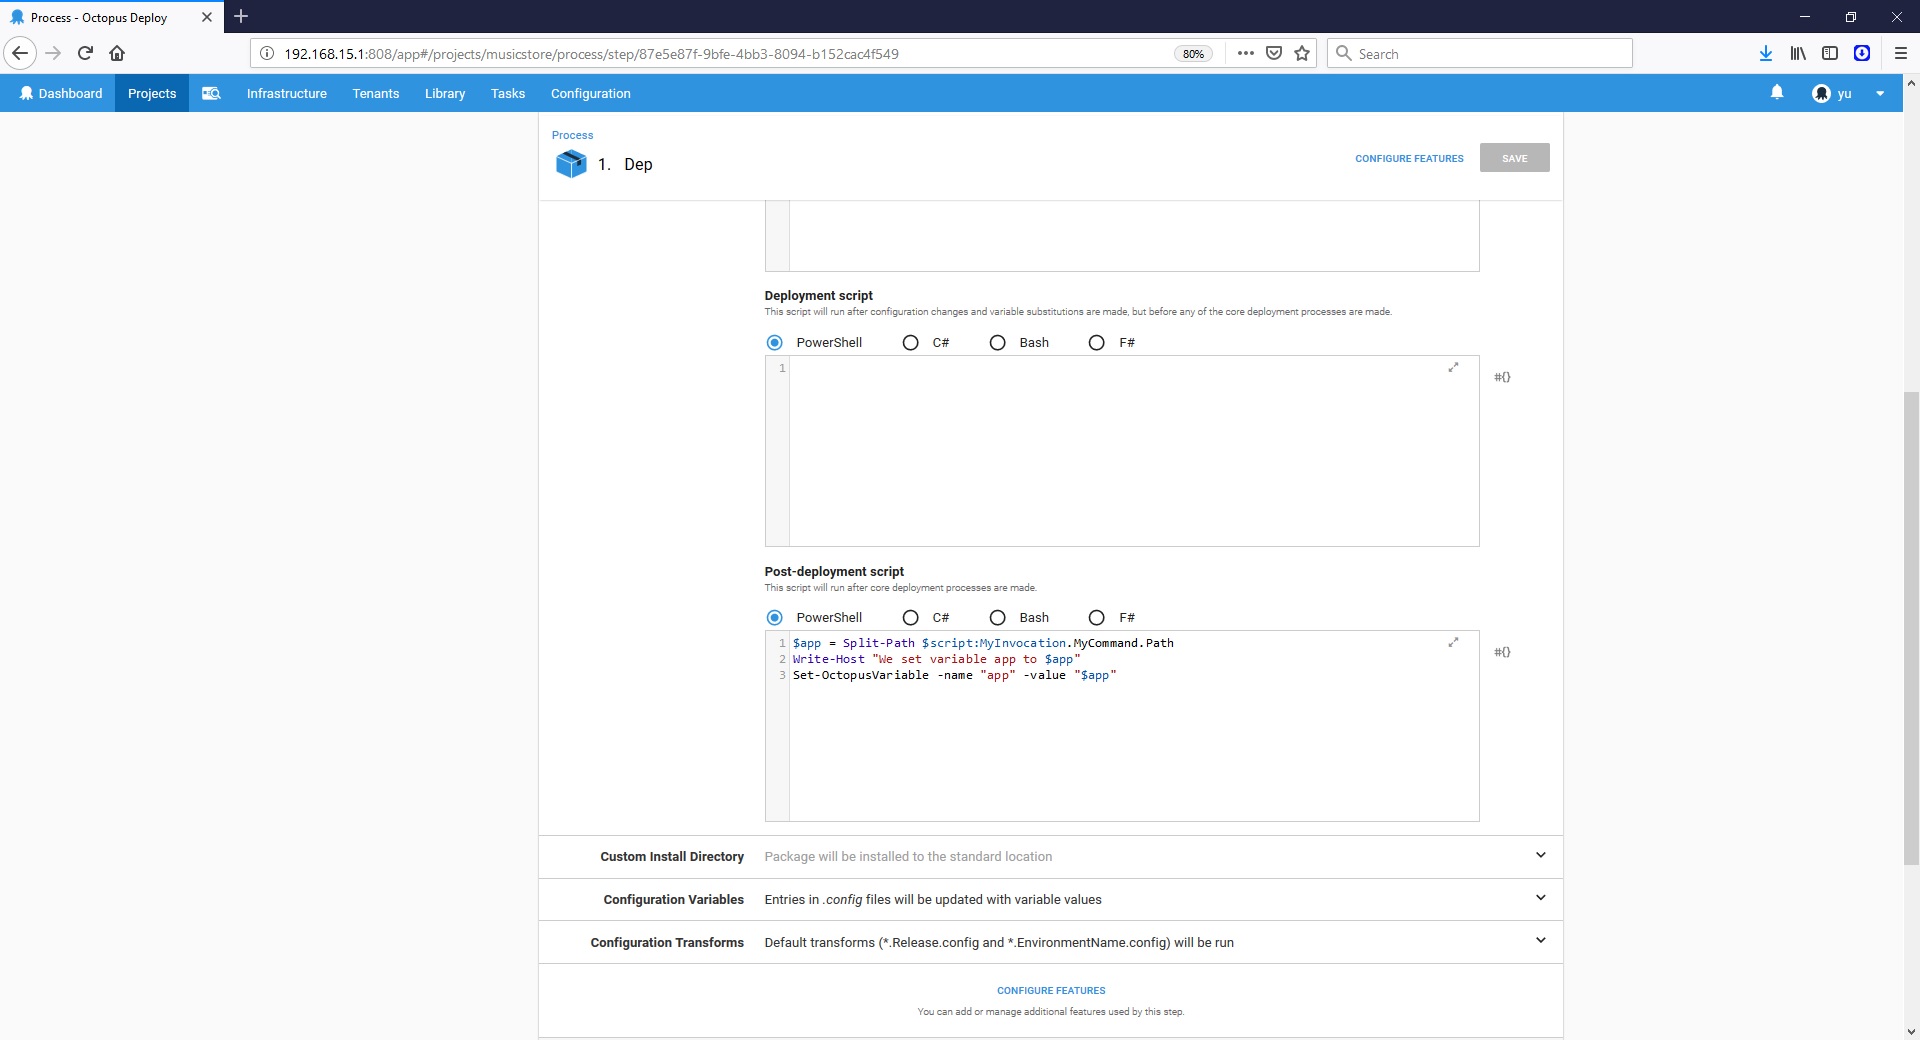 Process - Octopus Deploy
192.168.15.1:808/app#/projects/musicstore/process/step/87e5e87f-9bfe-4bb3-8094-b152cac4f549
80%
Search
Dashboard
Projects
Infrastructure
Tenants
Library
Tasks
Configuration
yu
Process
1. Dep
CONFIGURE FEATURES
SAVE
Deployment script
This script will run after configuration changes and variable substitutions are made, but before any of the core deployment processes are made.
PowerShell C# Bash F#
1
#{}
Post-deployment script
This script will run after core deployment processes are made.
PowerShell C# Bash F#
1 $app = Split-Path $script:MyInvocation.MyCommand.Path
2 Write-Host "We set variable app to $app"
3 Set-OctopusVariable -name "app" -value "$app"
#{}
Custom Install Directory Package will be installed to the standard location
Configuration Variables Entries in .config files will be updated with variable values
Configuration Transforms Default transforms (*.Release.config and *.EnvironmentName.config) will be run
CONFIGURE FEATURES
You can add or manage additional features used by this step.